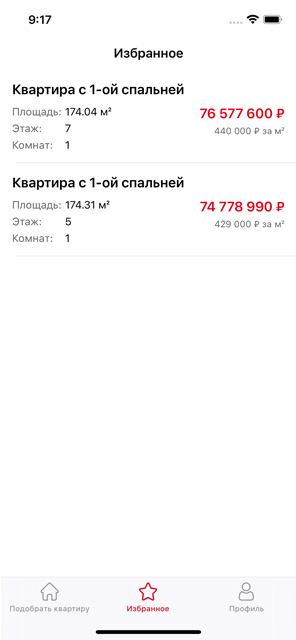 9:17
Избранное
Квартира с 1-ой спальней
Площадь: 174.04 м² 76 577 600 ₽
Этаж: 7 440 000 ₽ за м²
Комнат: 1
Квартира с 1-ой спальней
Площадь: 174.31 м² 74 778 990 ₽
Этаж: 5 429 000 ₽ за м²
Комнат: 1
Подобрать квартиру Избранное Профиль